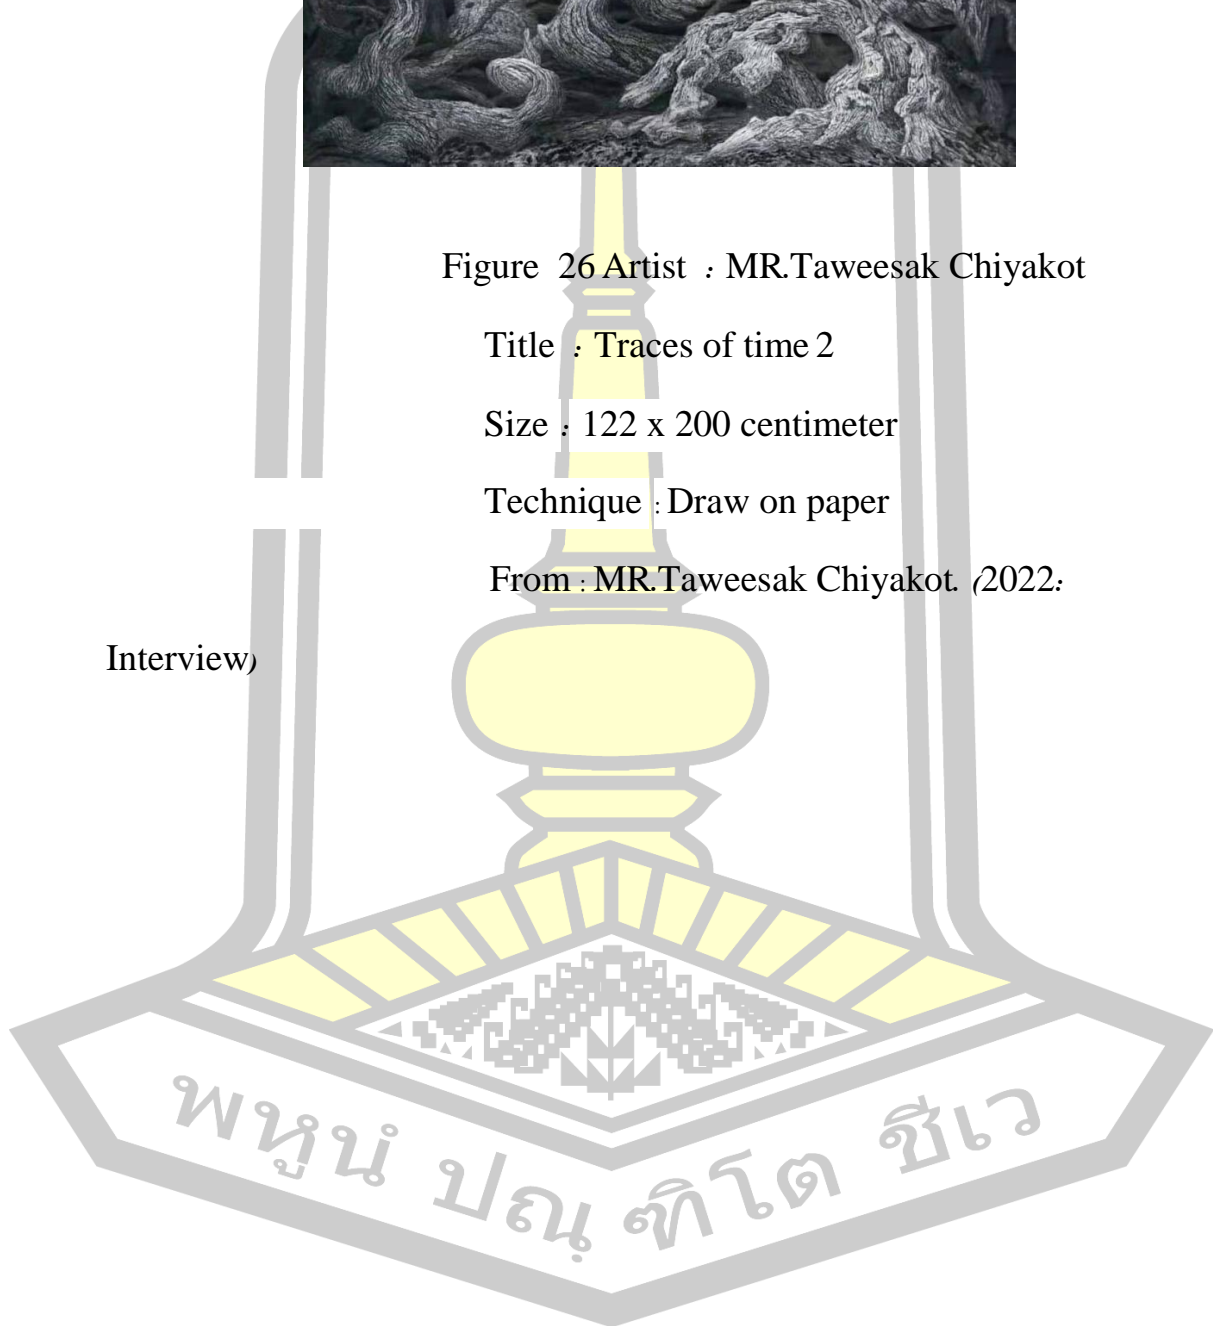 Figure 26 Artist : MR.Taweesak Chiyakot
Title : Traces of time 2
Size : 122 x 200 centimeter
Technique : Draw on paper
From : MR.Taweesak Chiyakot. (2022:
Interview)
พหูนํ ปณฺฑิโต ชีเว